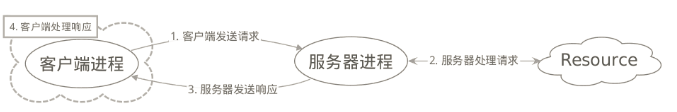 4. 客户端处理响应
1. 客户端发送请求
客户端进程
服务器进程
2. 服务器处理请求
Resource
3. 服务器发送响应